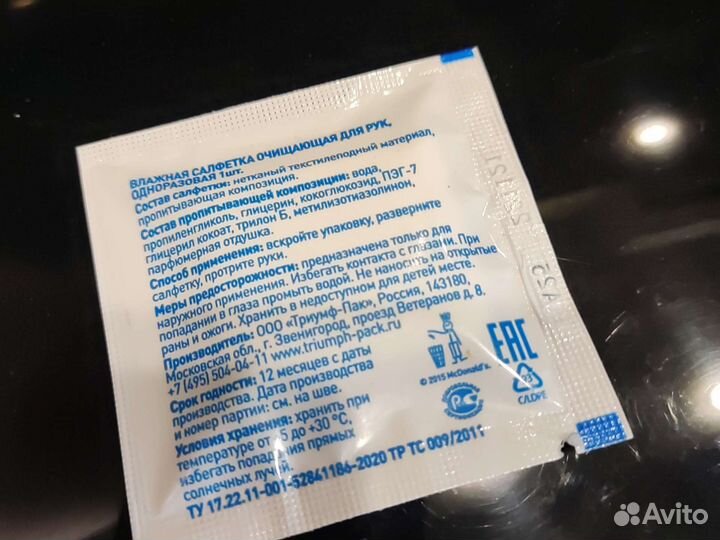 ВЛАЖНАЯ САЛФЕТКА ОЧИЩАЮЩАЯ ДЛЯ РУК,
ОДНОРАЗОВАЯ 1шт.
Состав салфетки: нетканый текстилеподный материал,
пропитывающая композиция.
Состав пропитывающей композиции: вода,
пропиленгликоль, глицерин, кокоглюкозид, ПЭГ-7
глицерил кокоат, трилон Б, метилизотиазолинон,
парфюмерная отдушка.
Способ применения: вскройте упаковку, разверните
салфетку, протрите руки.
Меры предосторожности: предназначена только для
наружного применения. Избегать контакта с глазами. При
попадании в глаза промыть водой. Не наносить на открытые
раны и ожоги. Хранить в недоступном для детей месте.
Производитель: ООО «Триумф-Пак», Россия, 143180,
Московская обл., г. Звенигород, проезд Ветеранов д. 8.
+7 (495) 504-04-11 www.triumph-pack.ru
Срок годности: 12 месяцев с даты
производства. Дата производства
и номер партии: см. на шве.
Условия хранения: хранить при
температуре от -5 до +30 °С,
избегать попадания прямых
солнечных лучей.
ТУ 17.22.11-001-52841186-2020 ТР ТС 009/2011
© 2015 McDonald's.
EAC
C/LDPE
Avito